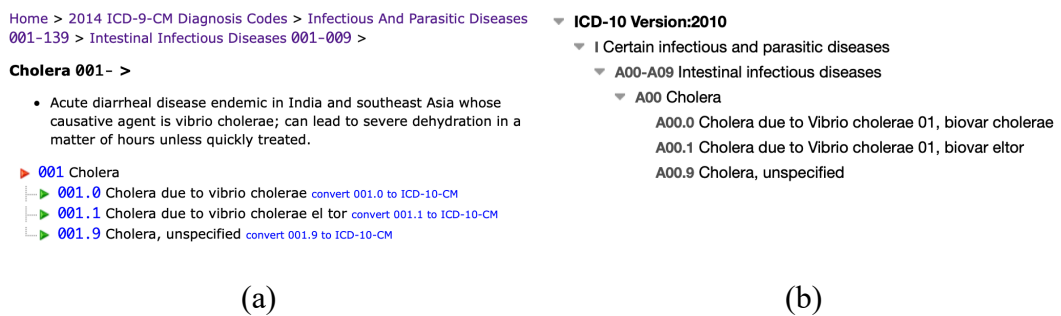 Home > 2014 ICD-9-CM Diagnosis Codes > Infectious And Parasitic Diseases
001-139 > Intestinal Infectious Diseases 001-009 >
Cholera 001- >
• Acute diarrheal disease endemic in India and southeast Asia whose
causative agent is vibrio cholerae; can lead to severe dehydration in a
matter of hours unless quickly treated.
001 Cholera
001.0 Cholera due to vibrio cholerae convert 001.0 to ICD-10-CM
001.1 Cholera due to vibrio cholerae el tor convert 001.1 to ICD-10-CM
001.9 Cholera, unspecified convert 001.9 to ICD-10-CM
(a)
ICD-10 Version:2010
I Certain infectious and parasitic diseases
A00-A09 Intestinal infectious diseases
A00 Cholera
A00.0 Cholera due to Vibrio cholerae 01, biovar cholerae
A00.1 Cholera due to Vibrio cholerae 01, biovar eltor
A00.9 Cholera, unspecified
(b)